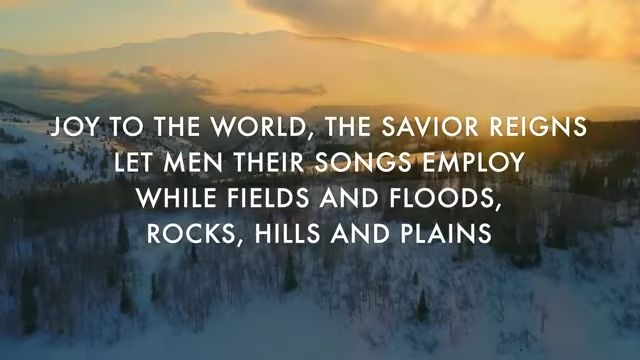 JOY TO THE WORLD, THE SAVIOR REIGNS
LET MEN THEIR SONGS EMPLOY
WHILE FIELDS AND FLOODS,
ROCKS, HILLS AND PLAINS